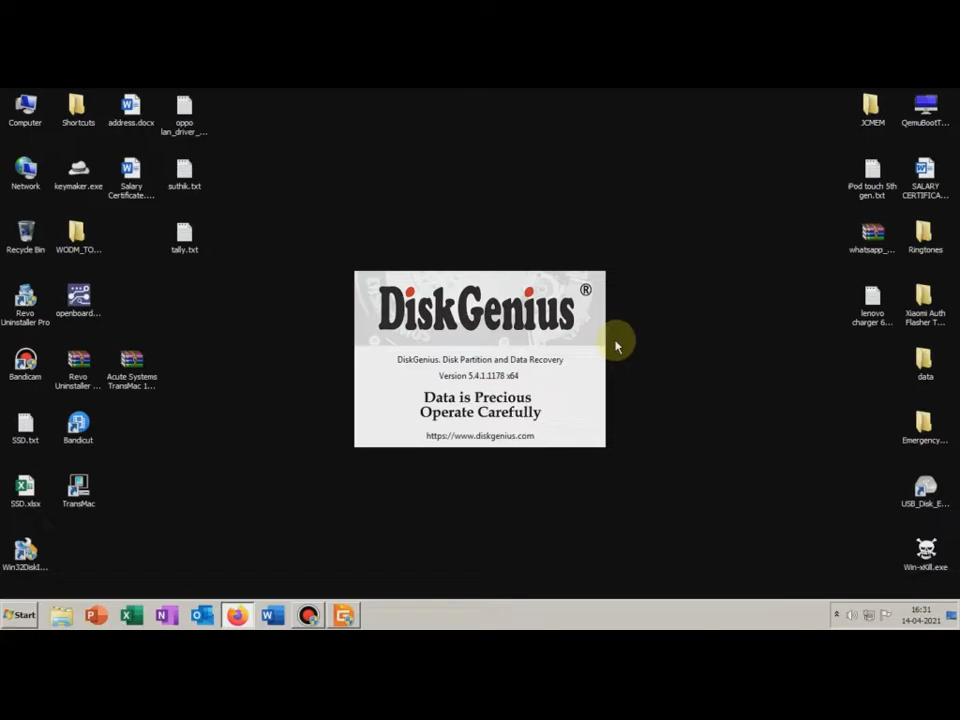 Computer
Shortcuts
address.docx
oppo
lan_driver_...
JCMEM
QemuBootT...
Network
keymaker.exe
Salary
Certificate....
suthik.txt
iPod touch 5th
gen.txt
SALARY
CERTIFICA...
Recycle Bin
WODM_TO...
tally.txt
whatsapp_...
Ringtones
Revo
Uninstaller Pro
openboard...
lenovo
charger 6...
Xiaomi Auth
Flasher T...
DiskGenius®
DiskGenius. Disk Partition and Data Recovery
Version 5.4.1.1178 x64
Data is Precious
Operate Carefully
https://www.diskgenius.com
Bandicam
Revo
Uninstaller ...
Acute Systems
TransMac 1...
data
SSD.txt
Bandicut
Emergency...
SSD.xlsx
TransMac
USB_Disk_E...
Win32DiskI...
Win-xKill.exe
Start
16:31
14-04-2021